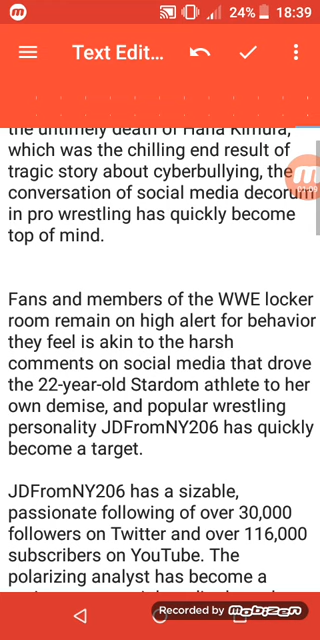 24% 18:39
Text Edit...
the untimely death of Hana Kimura,
which was the chilling end result of
tragic story about cyberbullying, the
conversation of social media decorum
01:09
in pro wrestling has quickly become
top of mind.
Fans and members of the WWE locker
room remain on high alert for behavior
they feel is akin to the harsh
comments on social media that drove
the 22-year-old Stardom athlete to her
own demise, and popular wrestling
personality JDFromNY206 has quickly
become a target.
JDFromNY206 has a sizable,
passionate following of over 30,000
followers on Twitter and over 116,000
subscribers on YouTube. The
polarizing analyst has become a
Recorded by mobizen